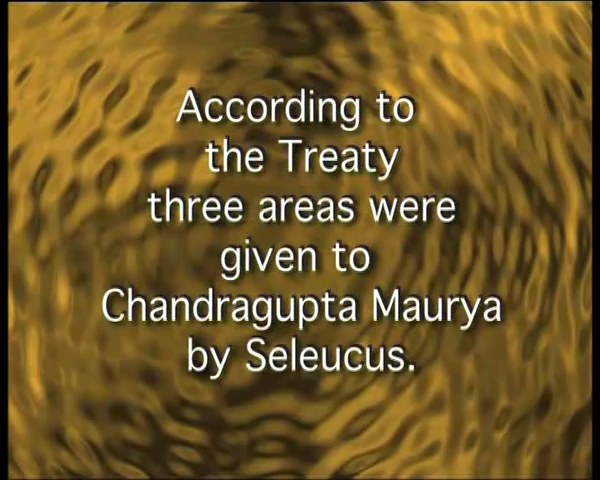 According to
the Treaty
three areas were
given to
Chandragupta Maurya
by Seleucus.